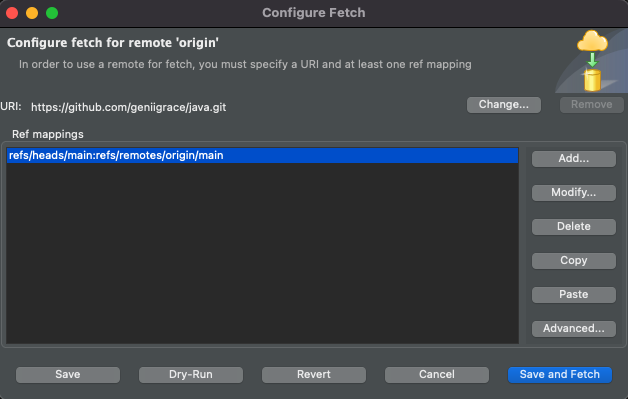 Configure Fetch
Configure fetch for remote 'origin'
In order to use a remote for fetch, you must specify a URI and at least one ref mapping
URI: https://github.com/geniigrace/java.git Change... Remove
Ref mappings
refs/heads/main:refs/remotes/origin/main
Add...
Modify...
Delete
Copy
Paste
Advanced...
Save Dry-Run Revert Cancel Save and Fetch